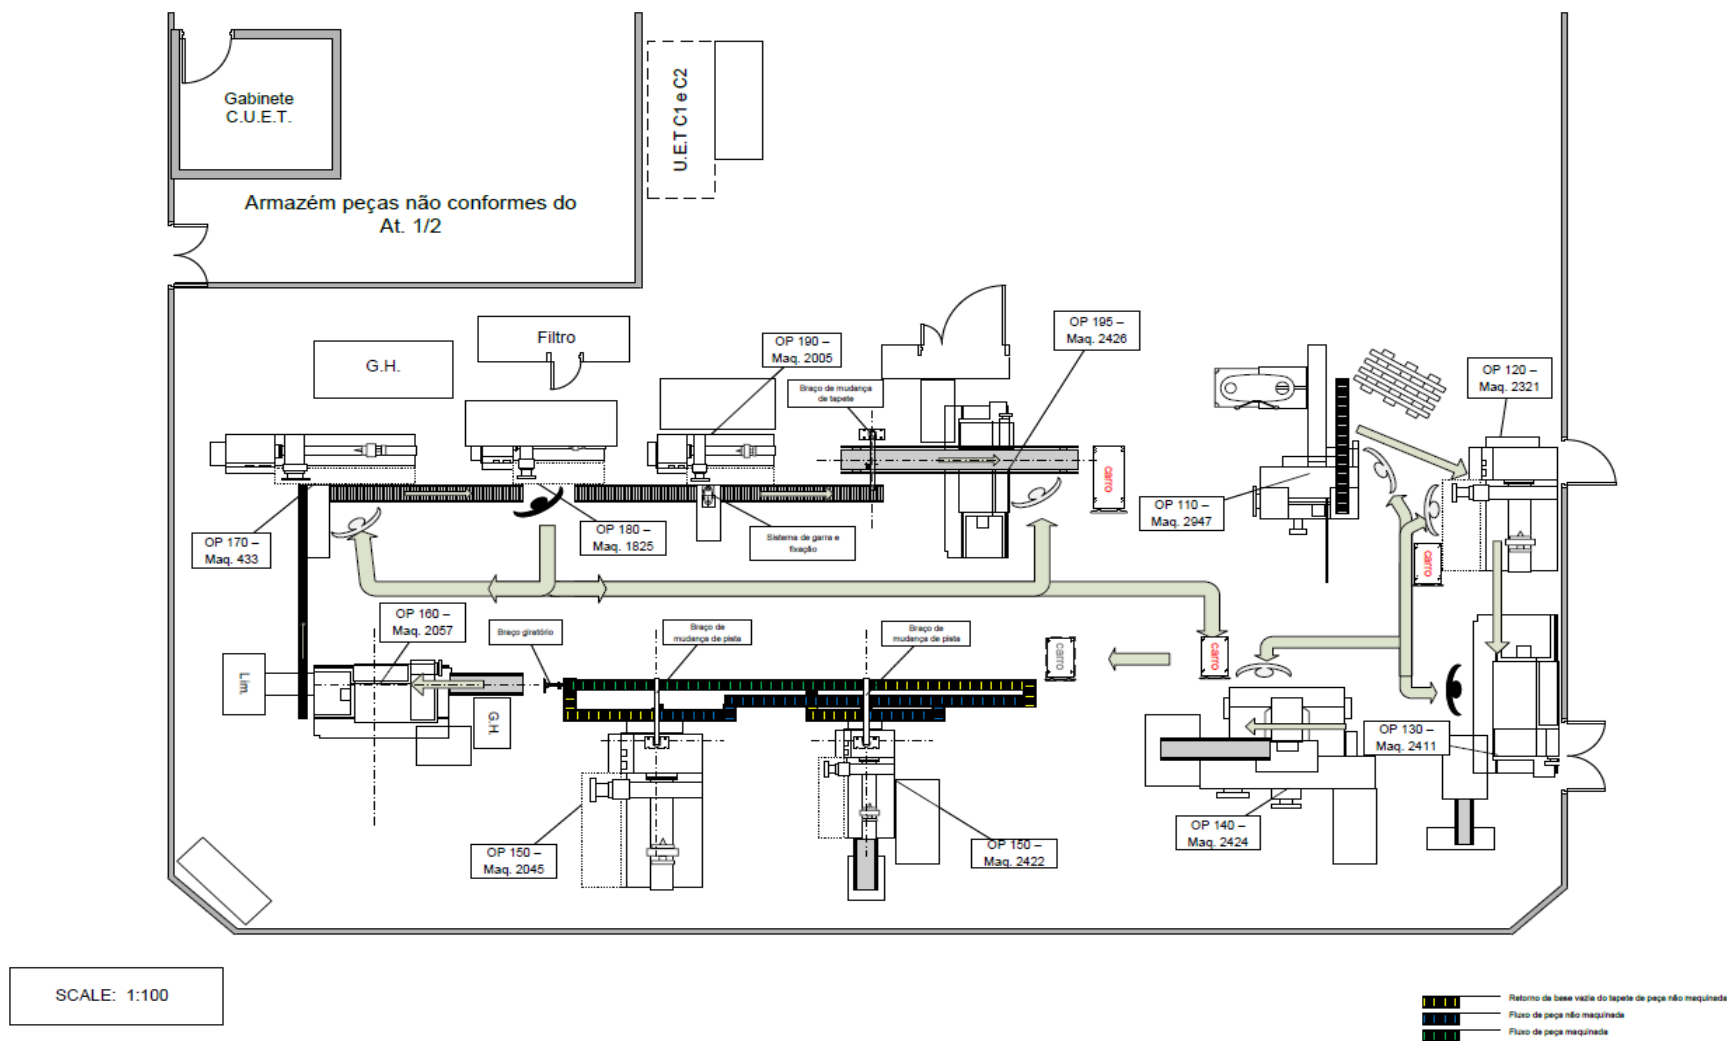 Gabinete
C.U.E.T.
U.E.T C1 e C2
Armazém peças não conformes do
At. 1/2
G.H.
Filtro
OP 190 –
Maq. 2005
Braço de mudança
de tapete
OP 195 –
Maq. 2426
OP 120 –
Maq. 2321
carro
OP 110 –
Maq. 2947
OP 170 –
Maq. 433
OP 180 –
Maq. 1825
Sistema de garra e
fixação
carro
OP 160 –
Maq. 2057
Braço giratório
Braço de
mudança de pista
Braço de
mudança de pista
carro
carro
Lim.
G.H.
OP 130 –
Maq. 2411
OP 140 –
Maq. 2424
OP 150 –
Maq. 2045
OP 150 –
Maq. 2422
SCALE: 1:100
Retorno da base vazia do tapete de peça não maquinada
Fluxo de peça não maquinada
Fluxo de peça maquinada